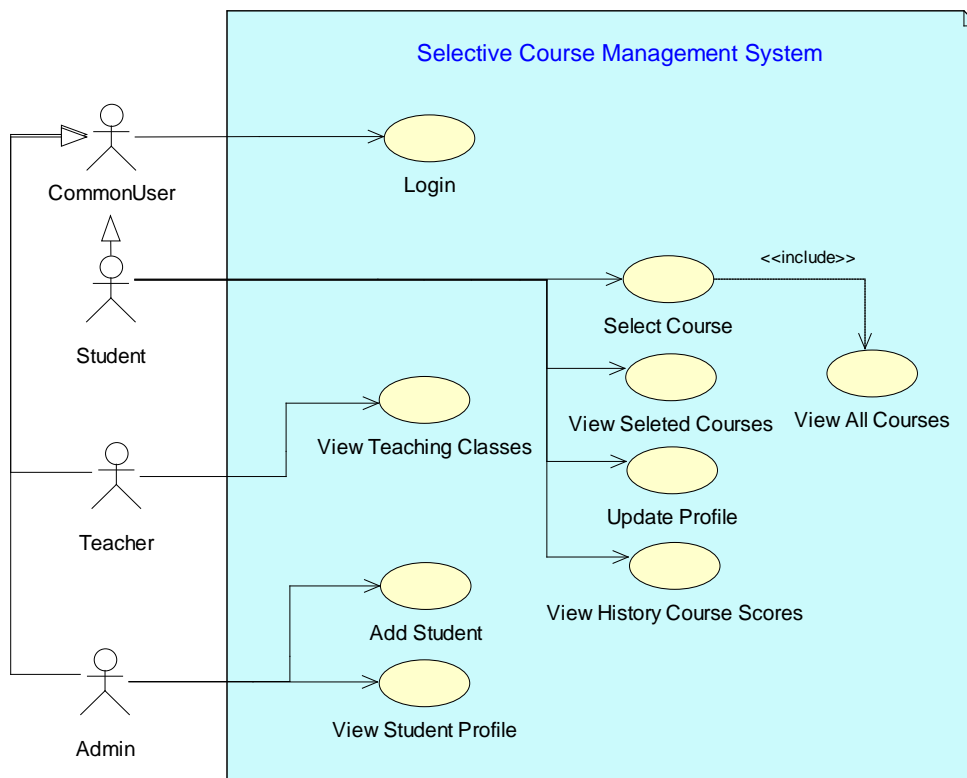 Selective Course Management System
CommonUser
Login
<<include>>
Select Course
Student
View All Courses
View Seleted Courses
View Teaching Classes
Update Profile
Teacher
View History Course Scores
Add Student
View Student Profile
Admin